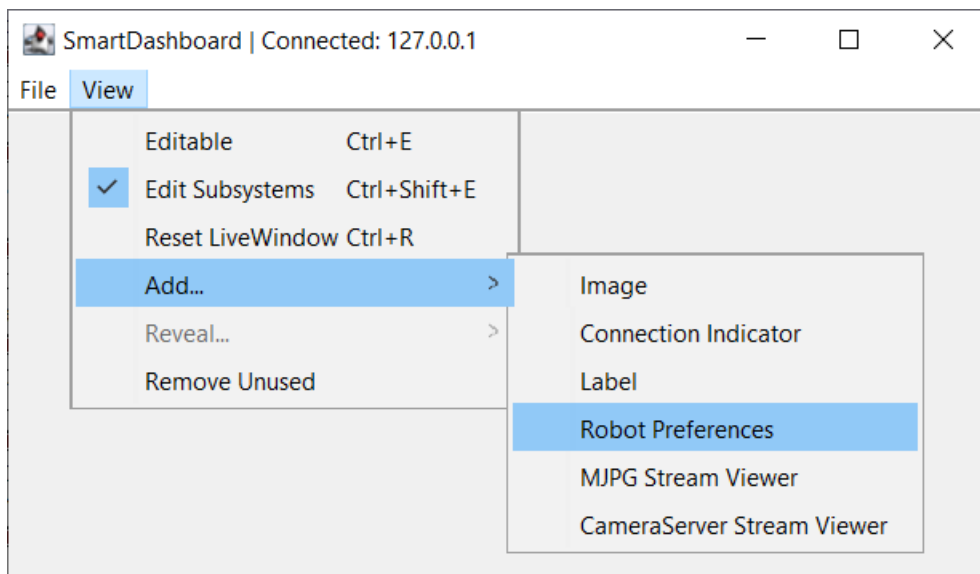 SmartDashboard | Connected: 127.0.0.1
File View
Editable Ctrl+E
Edit Subsystems Ctrl+Shift+E
Reset LiveWindow Ctrl+R
Add...
Reveal...
Remove Unused
Image
Connection Indicator
Label
Robot Preferences
MJPG Stream Viewer
CameraServer Stream Viewer